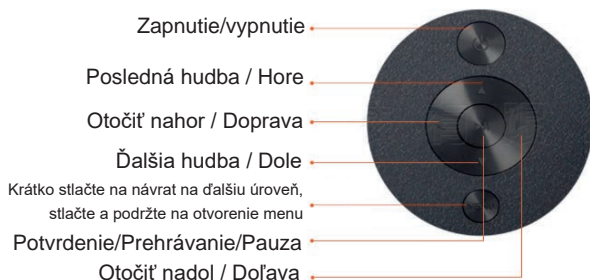 Zapnutie/vypnutie
Posledná hudba / Hore
Otočiť nahor / Doprava
Ďalšia hudba / Dole
Krátko stlačte na návrat na ďalšiu úroveň,
stlačte a podržte na otvorenie menu
Potvrdenie/Prehrávanie/Pauza
Otočiť nadol / Doľava